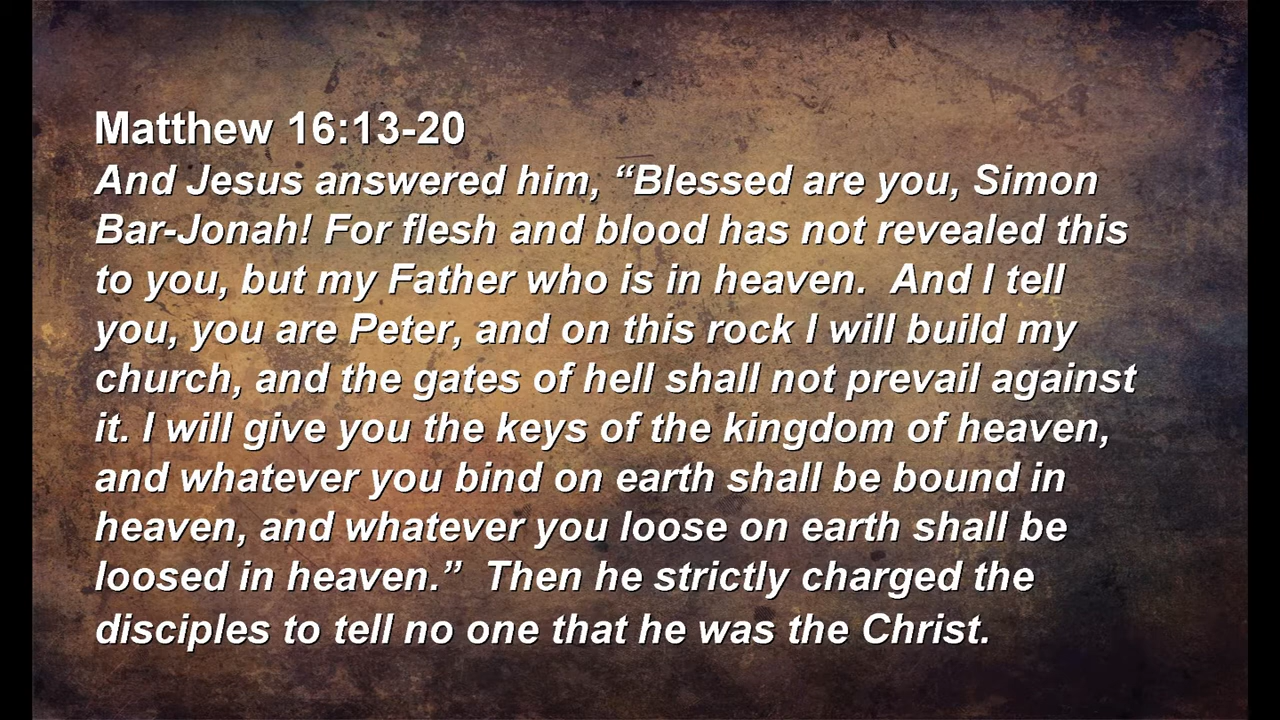 Matthew 16:13-20
And Jesus answered him, “Blessed are you, Simon
Bar-Jonah! For flesh and blood has not revealed this
to you, but my Father who is in heaven.  And I tell
you, you are Peter, and on this rock I will build my
church, and the gates of hell shall not prevail against
it. I will give you the keys of the kingdom of heaven,
and whatever you bind on earth shall be bound in
heaven, and whatever you loose on earth shall be
loosed in heaven.”  Then he strictly charged the
disciples to tell no one that he was the Christ.